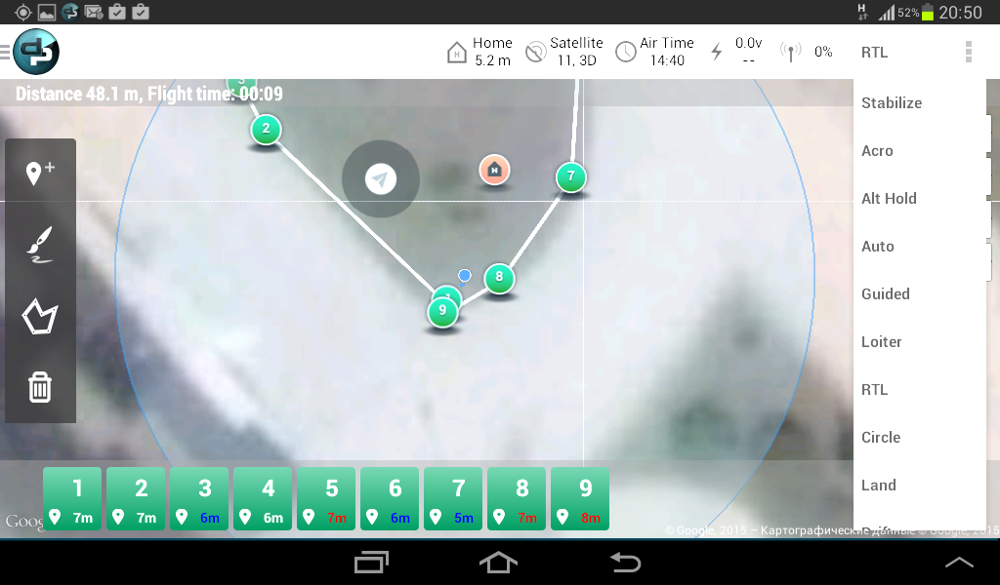 H 52% 20:50
Home
5.2 m
Satellite
11, 3D
Air Time
14:40
0.0v
--
0%
RTL
Distance 48.1 m, Flight time: 00:09
3
2
7
8
9
H
Stabilize
Acro
Alt Hold
Auto
Guided
Loiter
RTL
Circle
Land
1 2 3 4 5 6 7 8 9
7m 7m 6m 6m 7m 6m 5m 7m 8m
Goog
© Google, 2015 – Картографические данные © Google, 2015